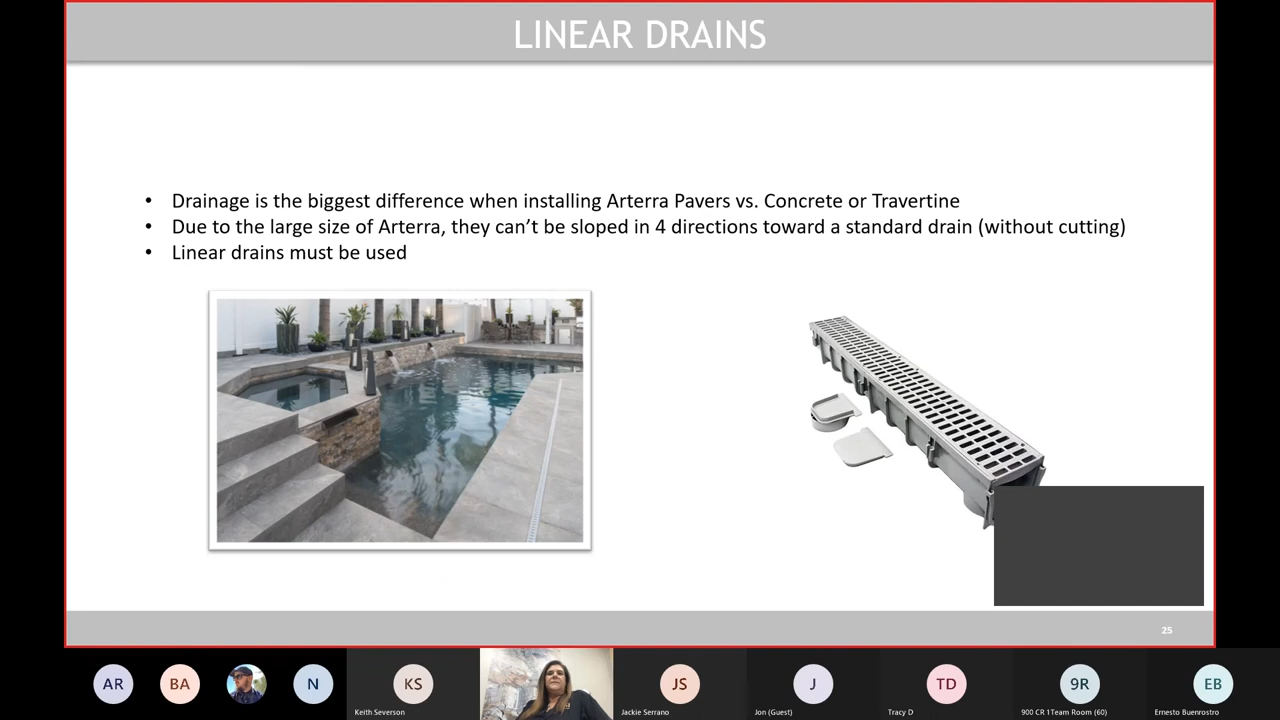 LINEAR DRAINS
• Drainage is the biggest difference when installing Arterra Pavers vs. Concrete or Travertine
• Due to the large size of Arterra, they can’t be sloped in 4 directions toward a standard drain (without cutting)
• Linear drains must be used
25
AR
BA
N
KS
JS
J
TD
9R
EB
Keith Severson
Jackie Serrano
Jon (Guest)
Tracy D
900 CR 1Team Room (60)
Ernesto Buenrostro